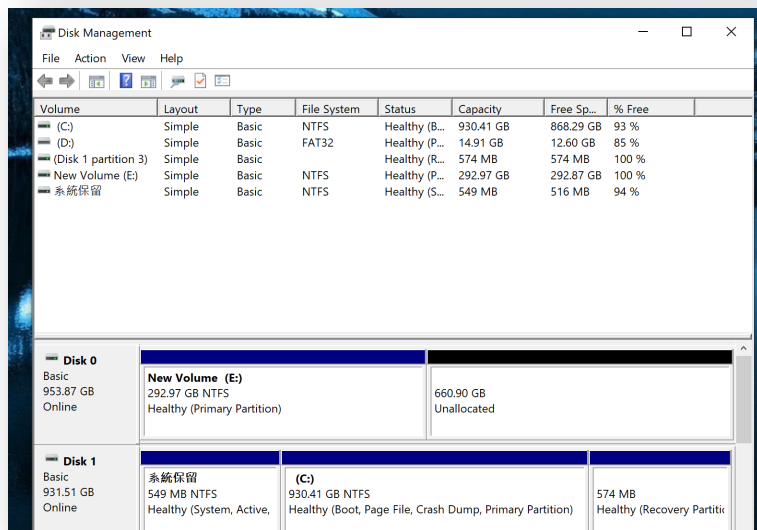 Disk Management
File Action View Help
Volume Layout Type File System Status Capacity Free Sp... % Free
(C:) Simple Basic NTFS Healthy (B... 930.41 GB 868.29 GB 93 %
(D:) Simple Basic FAT32 Healthy (P... 14.91 GB 12.60 GB 85 %
(Disk 1 partition 3) Simple Basic Healthy (R... 574 MB 574 MB 100 %
New Volume (E:) Simple Basic NTFS Healthy (P... 292.97 GB 292.87 GB 100 %
系統保留 Simple Basic NTFS Healthy (S... 549 MB 516 MB 94 %
Disk 0
Basic
953.87 GB
Online
New Volume (E:)
292.97 GB NTFS
Healthy (Primary Partition)
660.90 GB
Unallocated
Disk 1
Basic
931.51 GB
Online
系統保留
549 MB NTFS
Healthy (System, Active,
(C:)
930.41 GB NTFS
Healthy (Boot, Page File, Crash Dump, Primary Partition)
574 MB
Healthy (Recovery Partitic